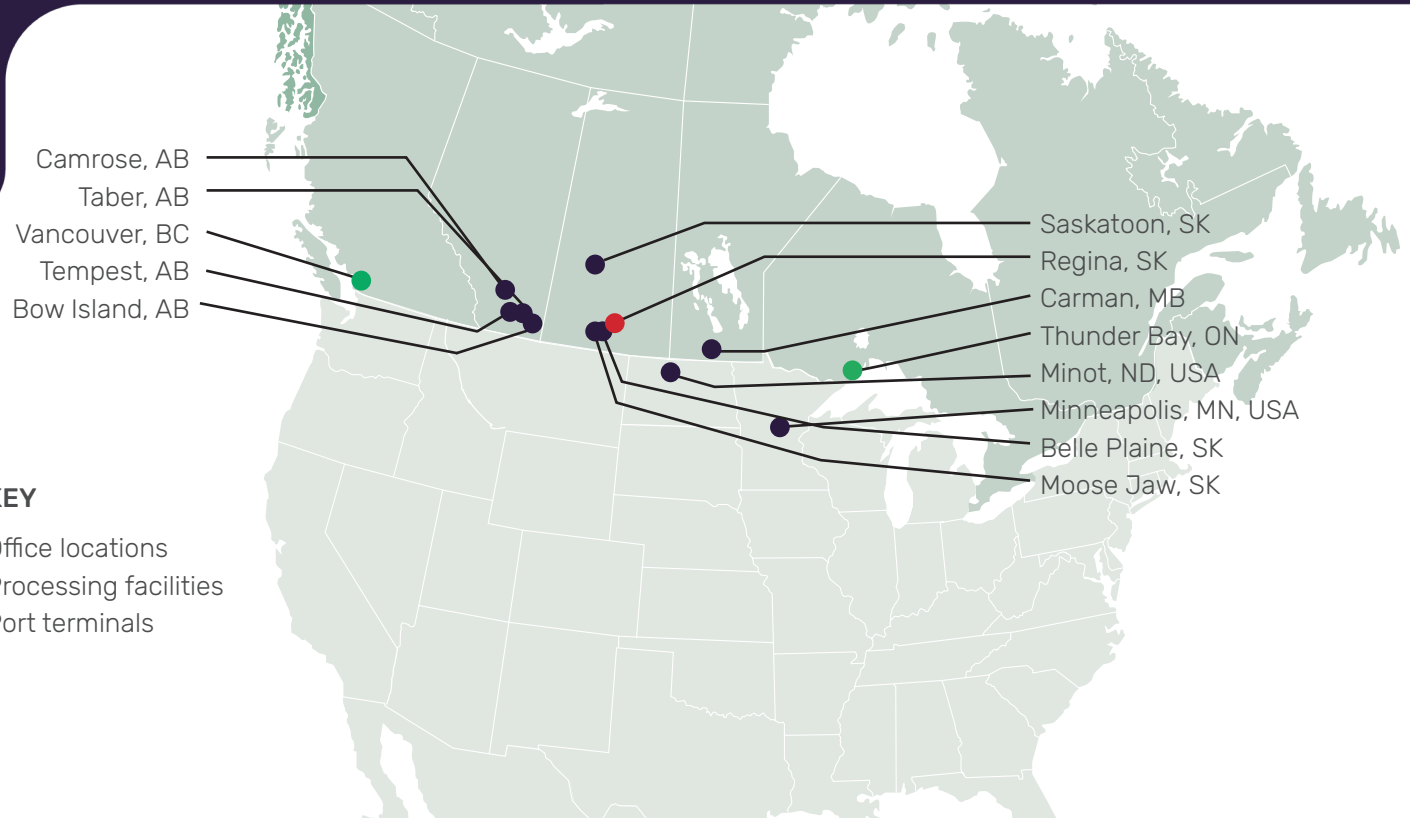 Camrose, AB
Taber, AB
Vancouver, BC
Tempest, AB
Bow Island, AB
Saskatoon, SK
Regina, SK
Carman, MB
Thunder Bay, ON
Minot, ND, USA
Minneapolis, MN, USA
Belle Plaine, SK
Moose Jaw, SK
KEY
Office locations
Processing facilities
Port terminals